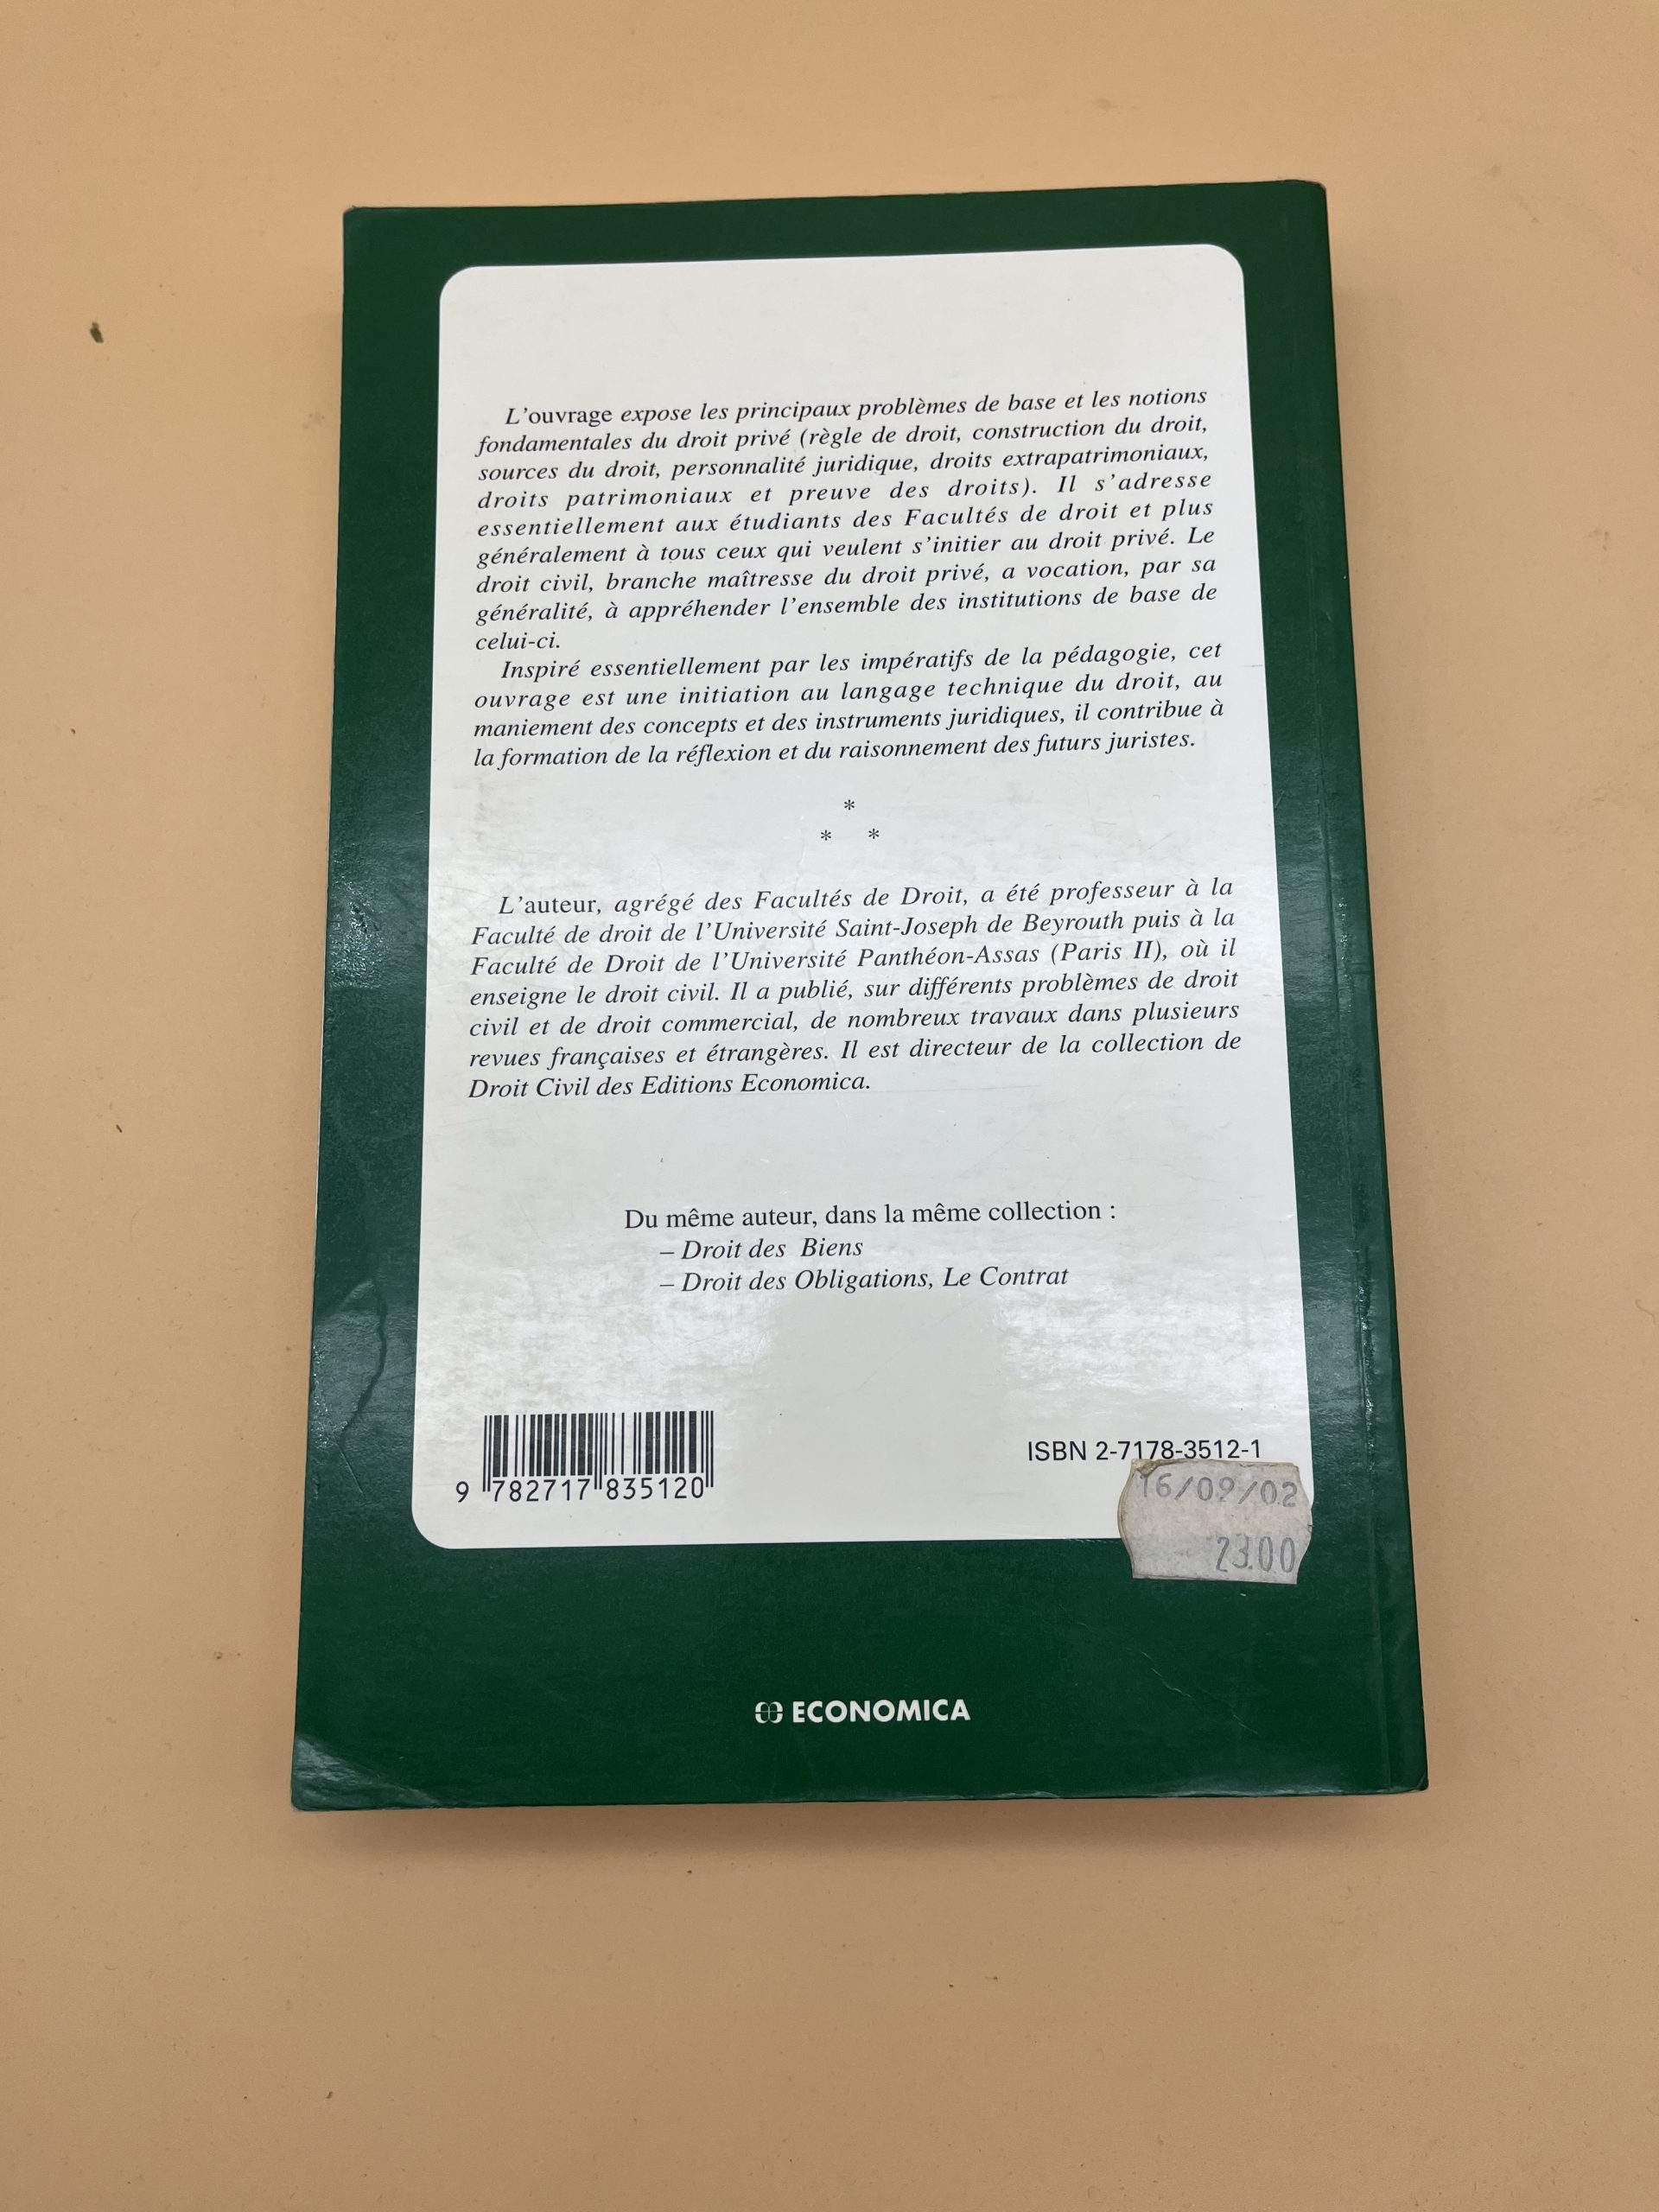 L'ouvrage expose les principaux problèmes de base et les notions
fondamentales du droit privé (règle de droit, construction du droit,
sources du droit, personnalité juridique, droits extrapatrimoniaux,
droits patrimoniaux et preuve des droits). Il s'adresse
essentiellement aux étudiants des Facultés de droit et plus
généralement à tous ceux qui veulent s'initier au droit privé. Le
droit civil, branche maîtresse du droit privé, a vocation, par sa
généralité, à appréhender l'ensemble des institutions de base de
celui-ci.
Inspiré essentiellement par les impératifs de la pédagogie, cet
ouvrage est une initiation au langage technique du droit, au
maniement des concepts et des instruments juridiques, il contribue à
la formation de la réflexion et du raisonnement des futurs juristes.
*
* *
L'auteur, agrégé des Facultés de Droit, a été professeur à la
Faculté de droit de l'Université Saint-Joseph de Beyrouth puis à la
Faculté de Droit de l'Université Panthéon-Assas (Paris II), où il
enseigne le droit civil. Il a publié, sur différents problèmes de droit
civil et de droit commercial, de nombreux travaux dans plusieurs
revues françaises et étrangères. Il est directeur de la collection de
Droit Civil des Editions Economica.
Du même auteur, dans la même collection :
– Droit des Biens
– Droit des Obligations, Le Contrat
9 782717 835120
ISBN 2-7178-3512-1
16/09/02
23.00
ECONOMICA